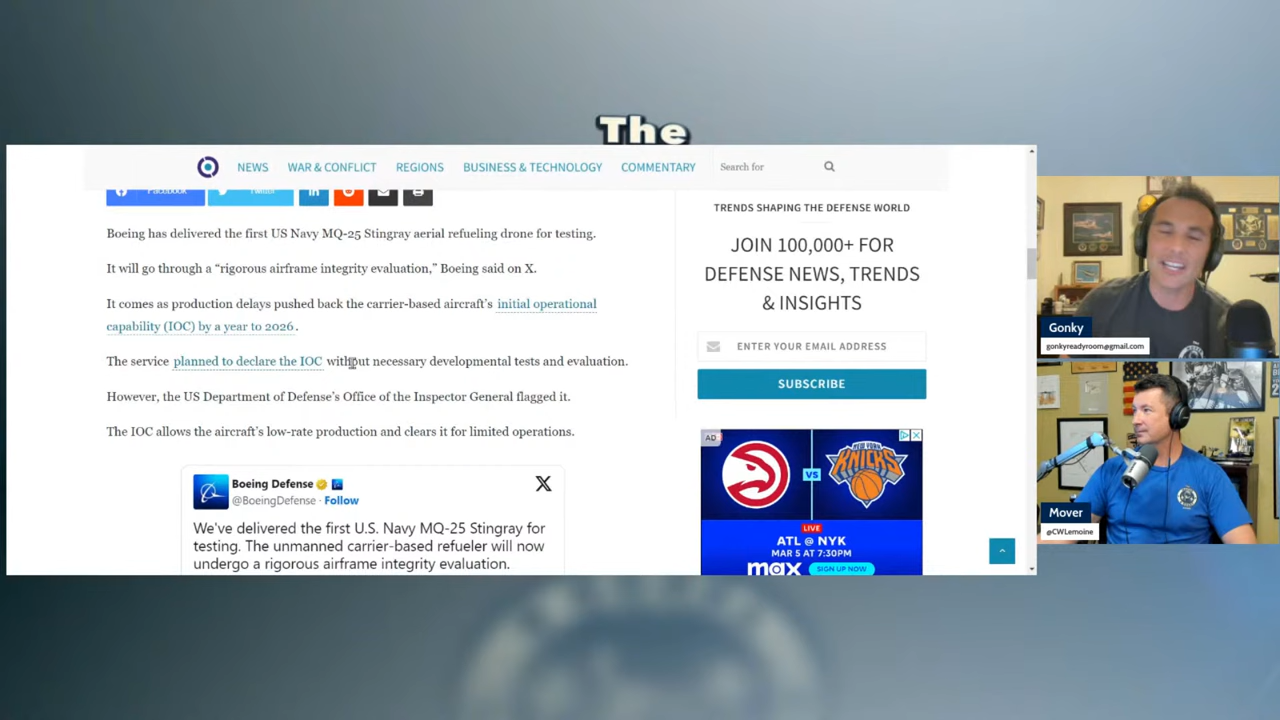 The
NEWS
WAR & CONFLICT
REGIONS
BUSINESS & TECHNOLOGY
COMMENTARY
Search for
Facebook
Twitter
Boeing has delivered the first US Navy MQ-25 Stingray aerial refueling drone for testing.
It will go through a “rigorous airframe integrity evaluation,” Boeing said on X.
It comes as production delays pushed back the carrier-based aircraft’s initial operational
capability (IOC) by a year to 2026.
The service planned to declare the IOC without necessary developmental tests and evaluation.
However, the US Department of Defense’s Office of the Inspector General flagged it.
The IOC allows the aircraft’s low-rate production and clears it for limited operations.
Boeing Defense
@BoeingDefense · Follow
We've delivered the first U.S. Navy MQ-25 Stingray for
testing. The unmanned carrier-based refueler will now
undergo a rigorous airframe integrity evaluation.
TRENDS SHAPING THE DEFENSE WORLD
JOIN 100,000+ FOR
DEFENSE NEWS, TRENDS
& INSIGHTS
ENTER YOUR EMAIL ADDRESS
SUBSCRIBE
AD
VS
NEW YORK
KNICKS
LIVE
ATL @ NYK
MAR 5 AT 7:30PM
max
SIGN UP NOW
Gonky
gonkyreadyroom@gmail.com
Mover
@CWLemoine